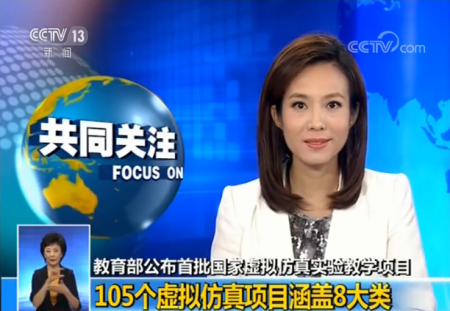 CCTV 13
新闻
CCTV.com
共同关注
FOCUS ON
教育部公布首批国家虚拟仿真实验教学项目
105个虚拟仿真项目涵盖8大类